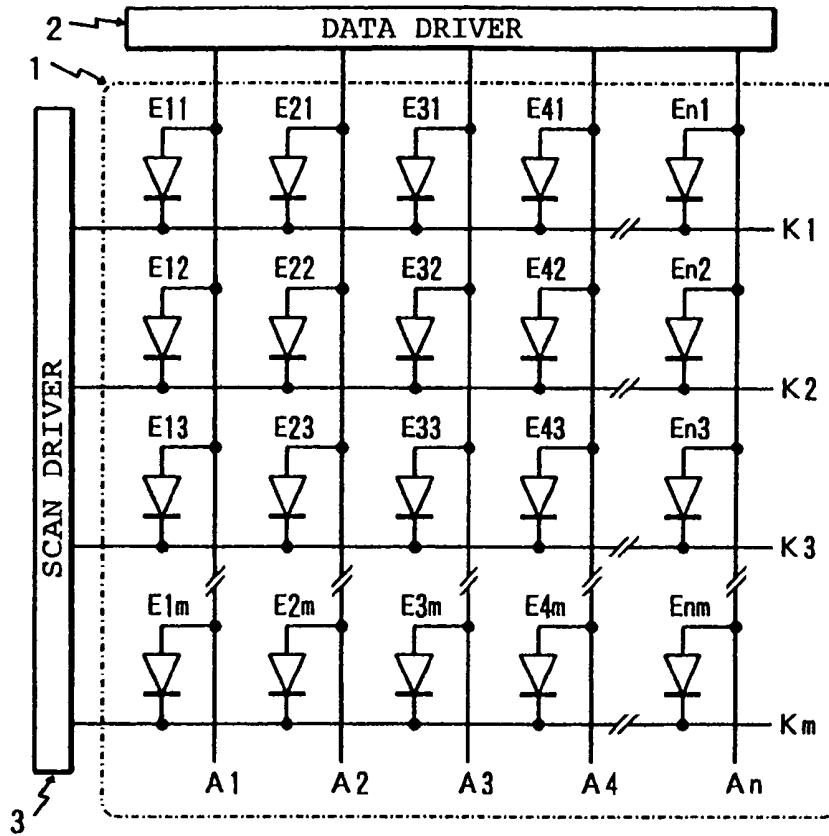 2
DATA DRIVER
1
E11 E21 E31 E41 En1
K1
E12 E22 E32 E42 En2
K2
SCAN DRIVER
E13 E23 E33 E43 En3
K3
E1m E2m E3m E4m Enm
Km
A1 A2 A3 A4 An
3